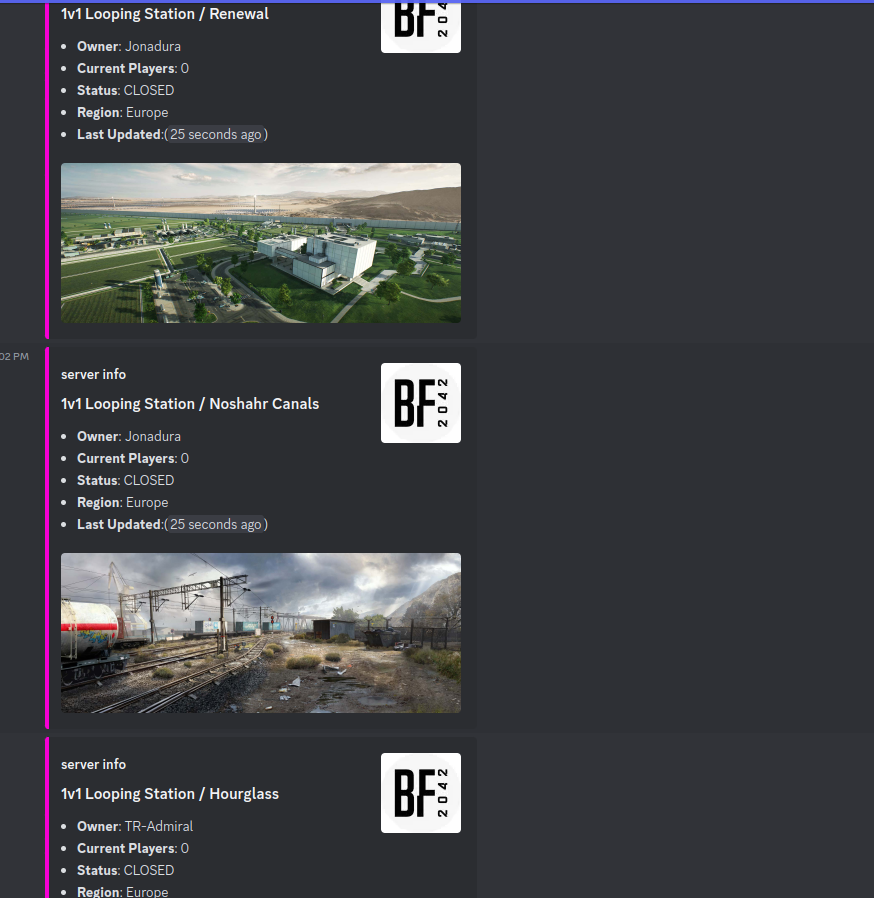 1v1 Looping Station / Renewal
BF 2042
Owner: Jonadura
Current Players: 0
Status: CLOSED
Region: Europe
Last Updated:( 25 seconds ago )
02 PM
server info
BF 2042
1v1 Looping Station / Noshahr Canals
Owner: Jonadura
Current Players: 0
Status: CLOSED
Region: Europe
Last Updated:( 25 seconds ago )
server info
BF 2042
1v1 Looping Station / Hourglass
Owner: TR-Admiral
Current Players: 0
Status: CLOSED
Region: Europe